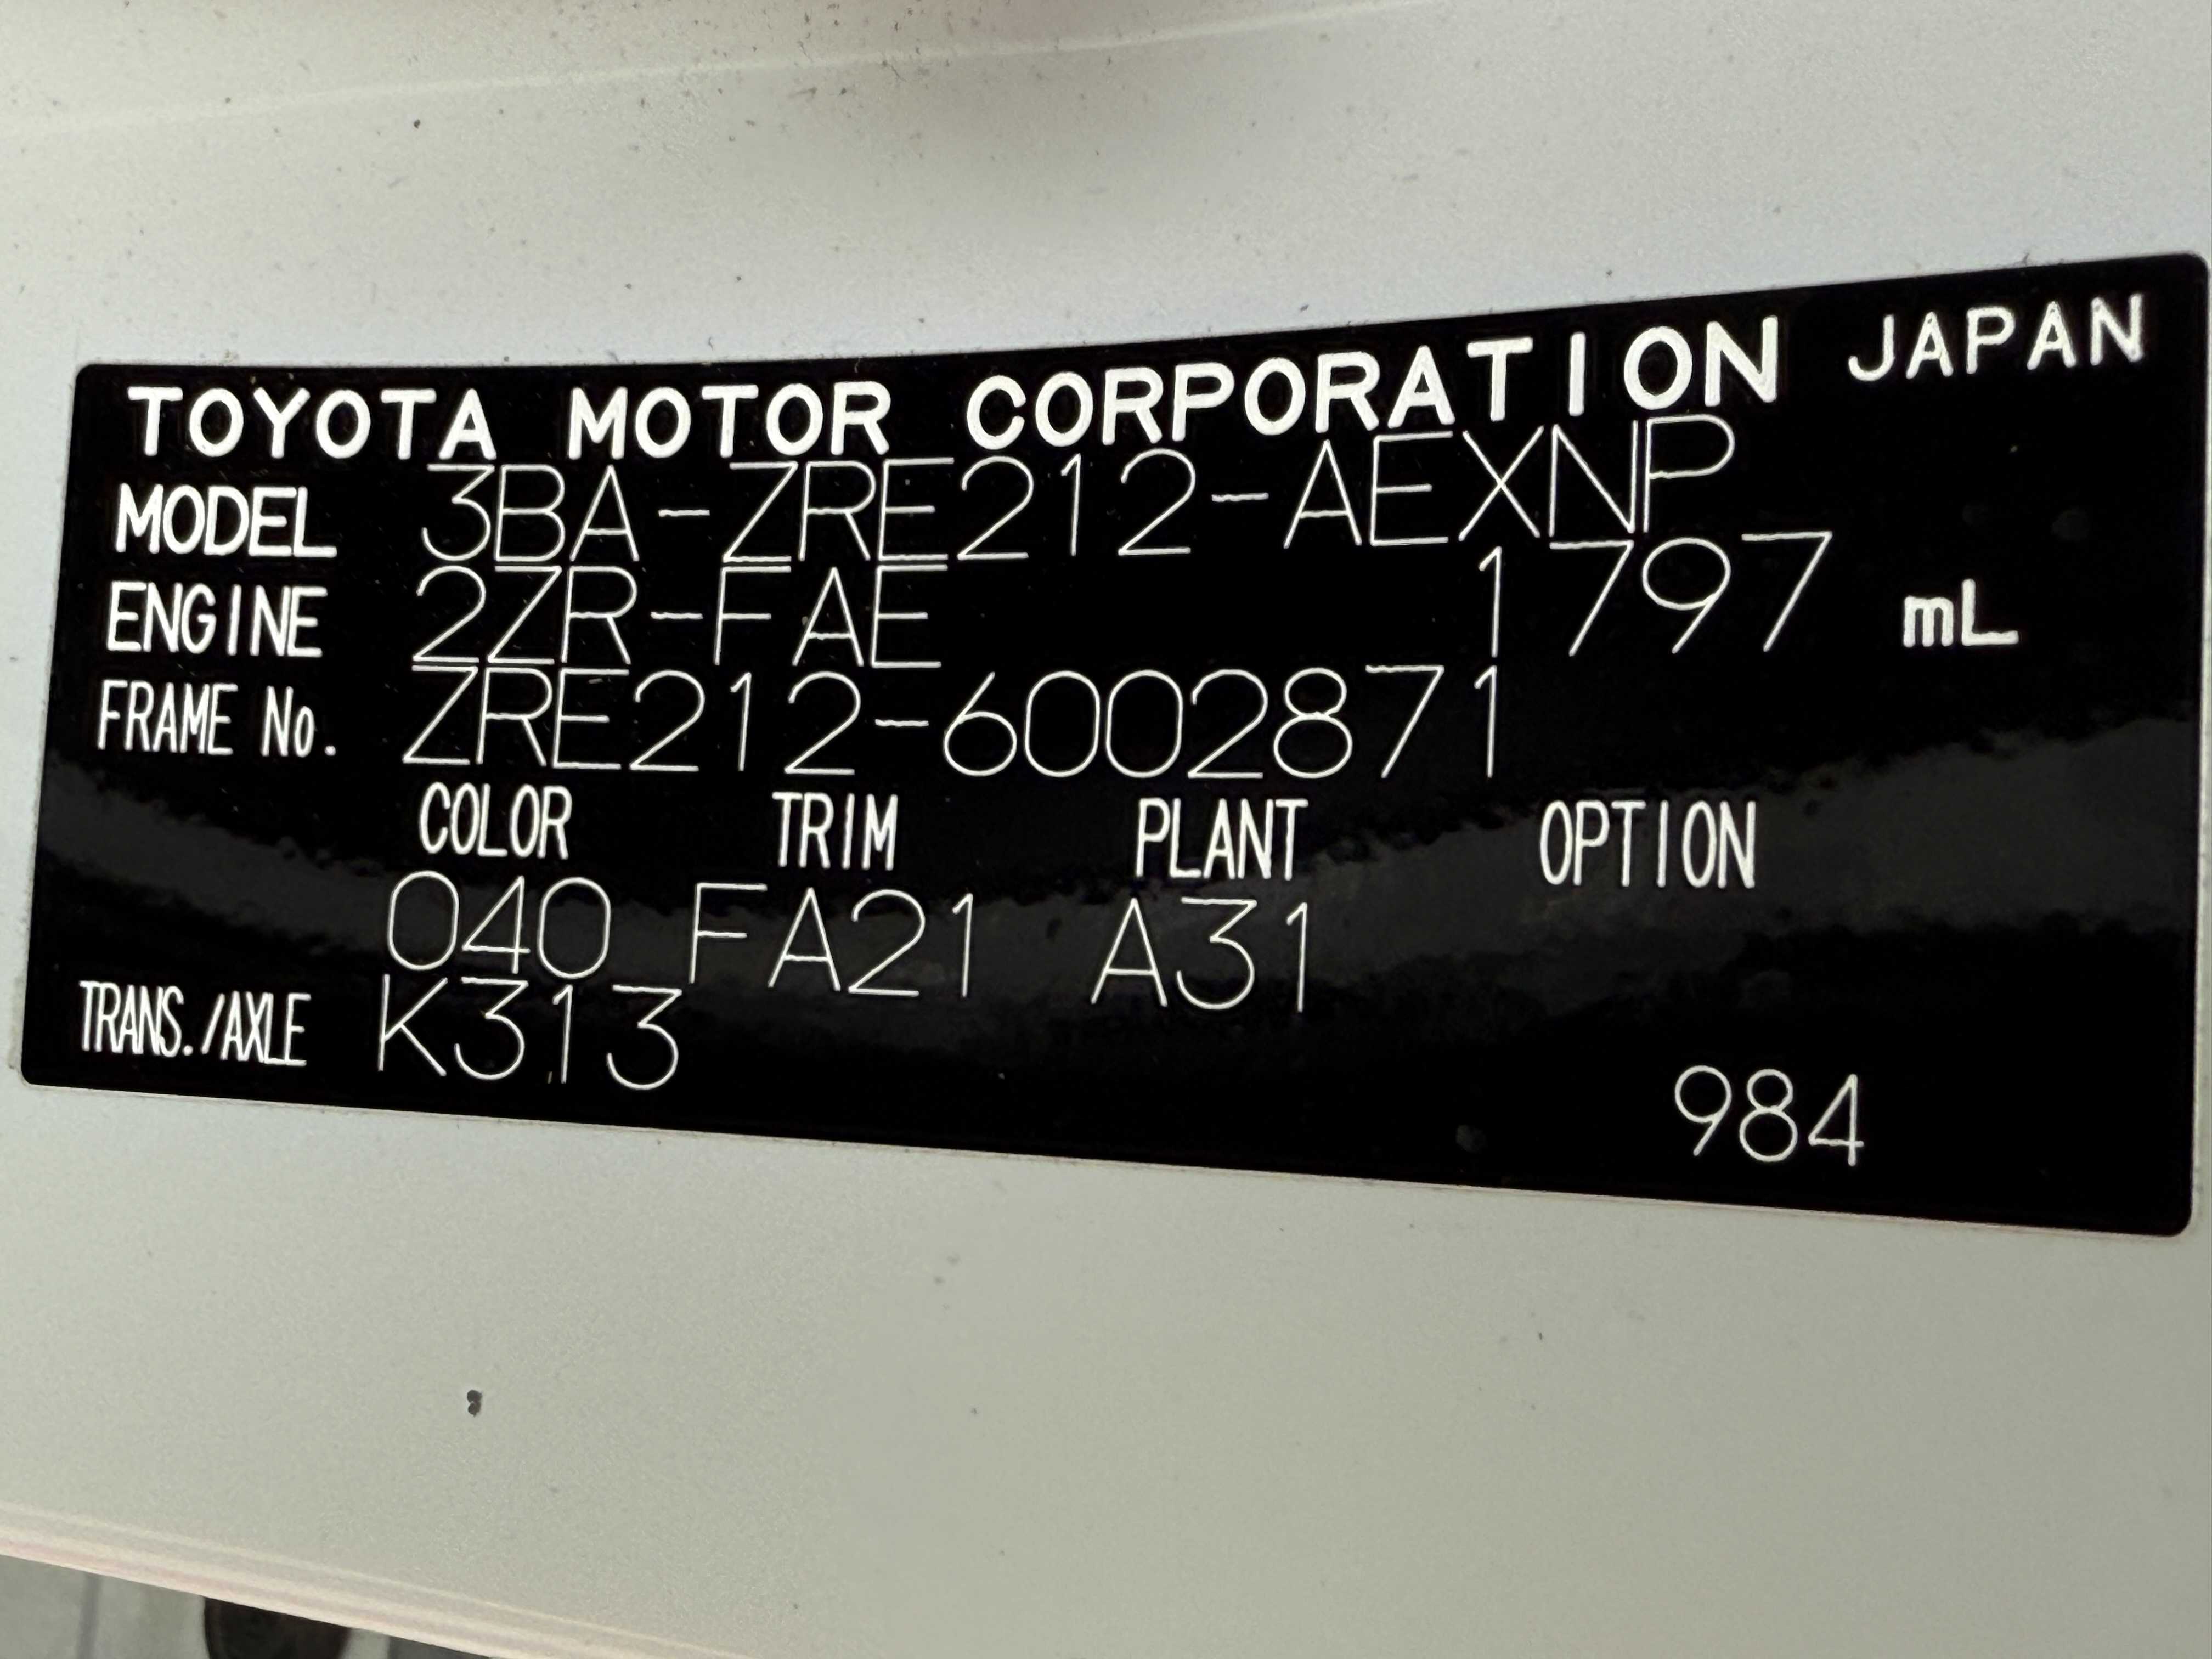 TOYOTA MOTOR CORPORATION JAPAN
MODEL 3BA-ZRE212-AEXNP
ENGINE 2ZR-FAE 1797 mL
FRAME No. ZRE212-6002871
COLOR TRIM PLANT OPTION
040 FA21 A31
TRANS./AXLE K313
984